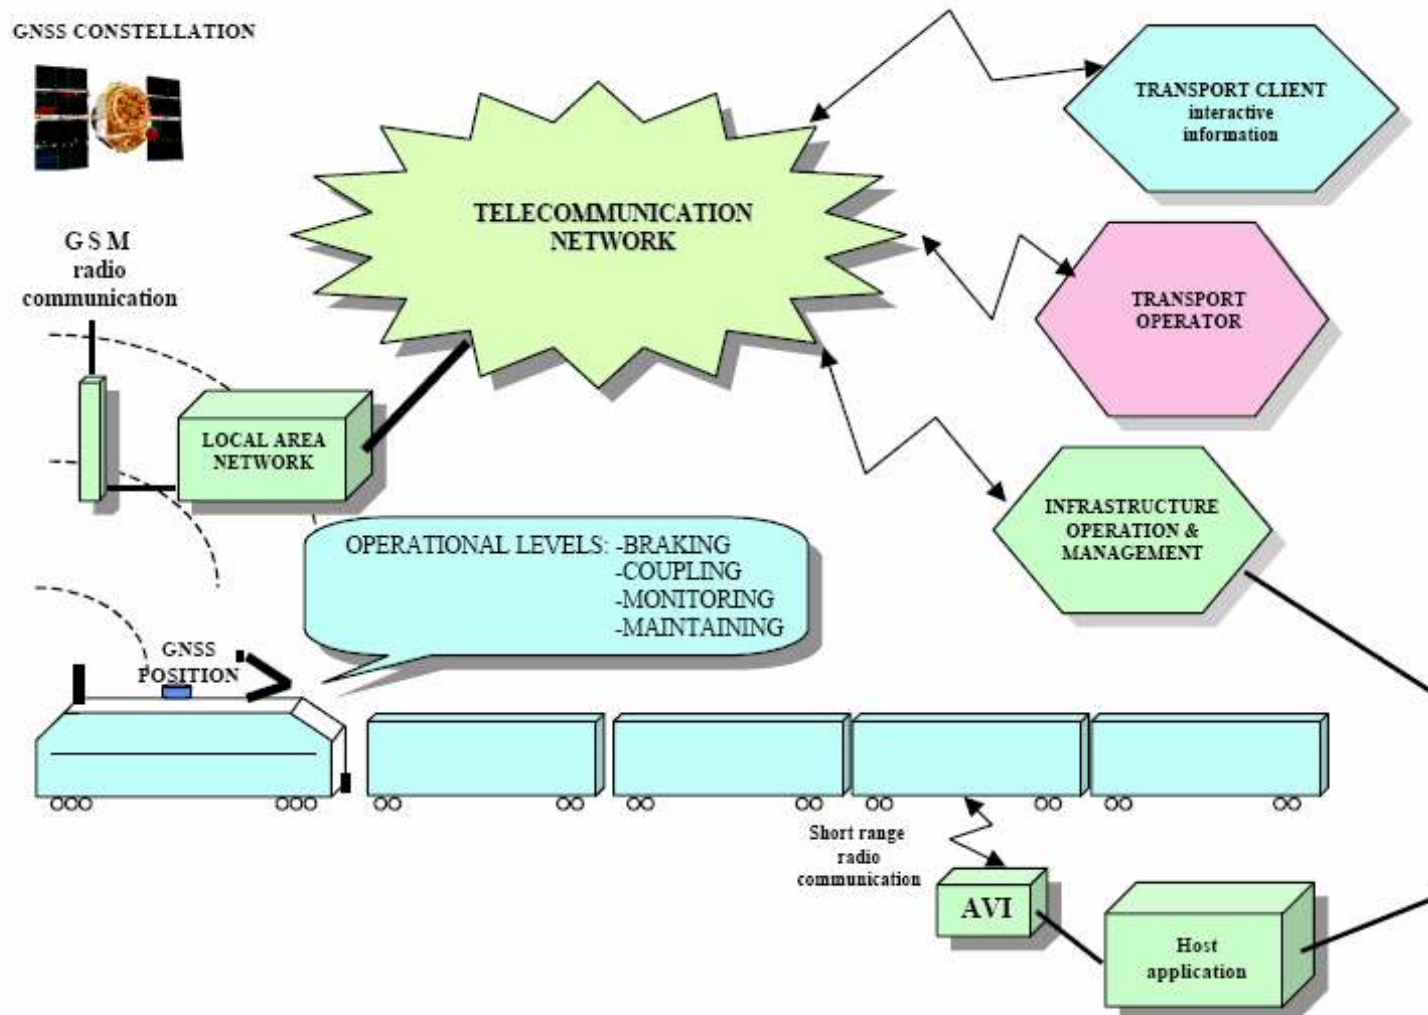 GNSS CONSTELLATION
TRANSPORT CLIENT
interactive
information
TELECOMMUNICATION
NETWORK
G S M
radio
communication
TRANSPORT
OPERATOR
LOCAL AREA
NETWORK
INFRASTRUCTURE
OPERATION &
MANAGEMENT
OPERATIONAL LEVELS: -BRAKING
-COUPLING
-MONITORING
-MAINTAINING
GNSS
POSITION
Short range
radio
communication
AVI
Host
application